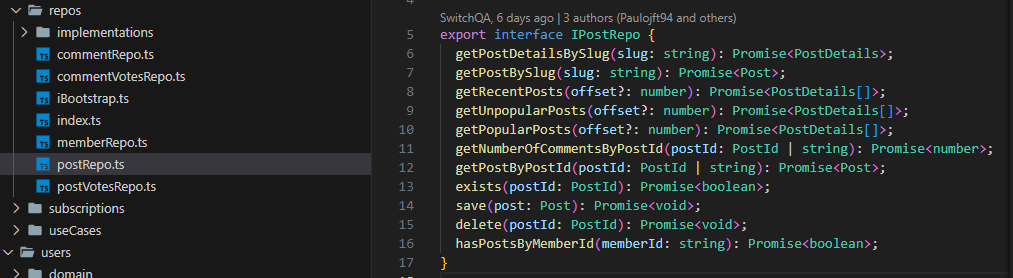 repos
implementations
commentRepo.ts
commentVotesRepo.ts
iBootstrap.ts
index.ts
memberRepo.ts
postRepo.ts
postVotesRepo.ts
subscriptions
useCases
users
domain
SwitchQA, 6 days ago | 3 authors (Paulojft94 and others)
5 export interface IPostRepo {
6 getPostDetailsBySlug(slug: string): Promise<PostDetails>;
7 getPostBySlug(slug: string): Promise<Post>;
8 getRecentPosts(offset?: number): Promise<PostDetails[]>;
9 getUnpopularPosts(offset?: number): Promise<PostDetails[]>;
10 getPopularPosts(offset?: number): Promise<PostDetails[]>;
11 getNumberOfCommentsByPostId(postId: PostId | string): Promise<number>;
12 getPostByPostId(postId: PostId | string): Promise<Post>;
13 exists(postId: PostId): Promise<boolean>;
14 save(post: Post): Promise<void>;
15 delete(postId: PostId): Promise<void>;
16 hasPostsByMemberId(memberId: string): Promise<boolean>;
17 }